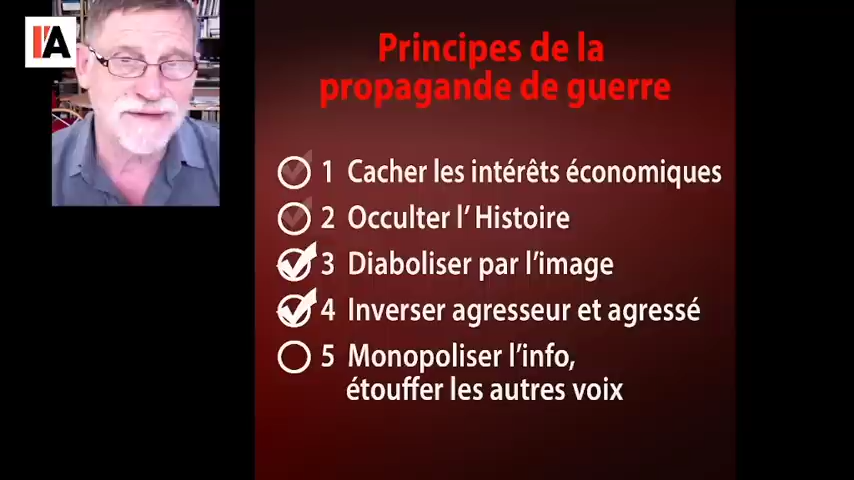 I'A
Principes de la
propagande de guerre
1 Cacher les intérêts économiques
2 Occulter l' Histoire
3 Diaboliser par l'image
4 Inverser agresseur et agressé
5 Monopoliser l'info,
étouffer les autres voix